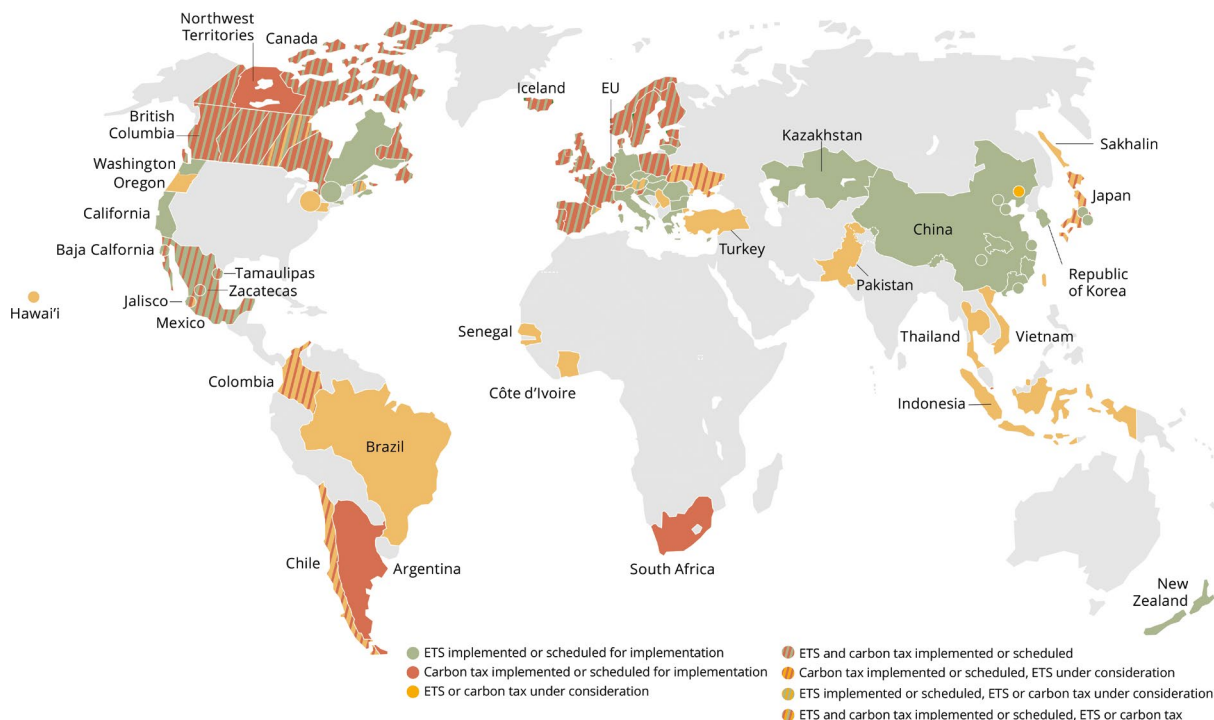 Northwest
Territories
Canada
British
Columbia
Washington
Oregon
California
Baja Calfornia
Tamaulipas
Zacatecas
Jalisco
Mexico
Hawai’i
Colombia
Brazil
Chile
Argentina
Iceland
EU
Kazakhstan
Sakhalin
Japan
China
Turkey
Pakistan
Republic
of Korea
Senegal
Côte d’Ivoire
Thailand
Vietnam
Indonesia
South Africa
New
Zealand
ETS implemented or scheduled for implementation
Carbon tax implemented or scheduled for implementation
ETS or carbon tax under consideration
ETS and carbon tax implemented or scheduled
Carbon tax implemented or scheduled, ETS under consideration
ETS implemented or scheduled, ETS or carbon tax under consideration
ETS and carbon tax implemented or scheduled, ETS or carbon tax